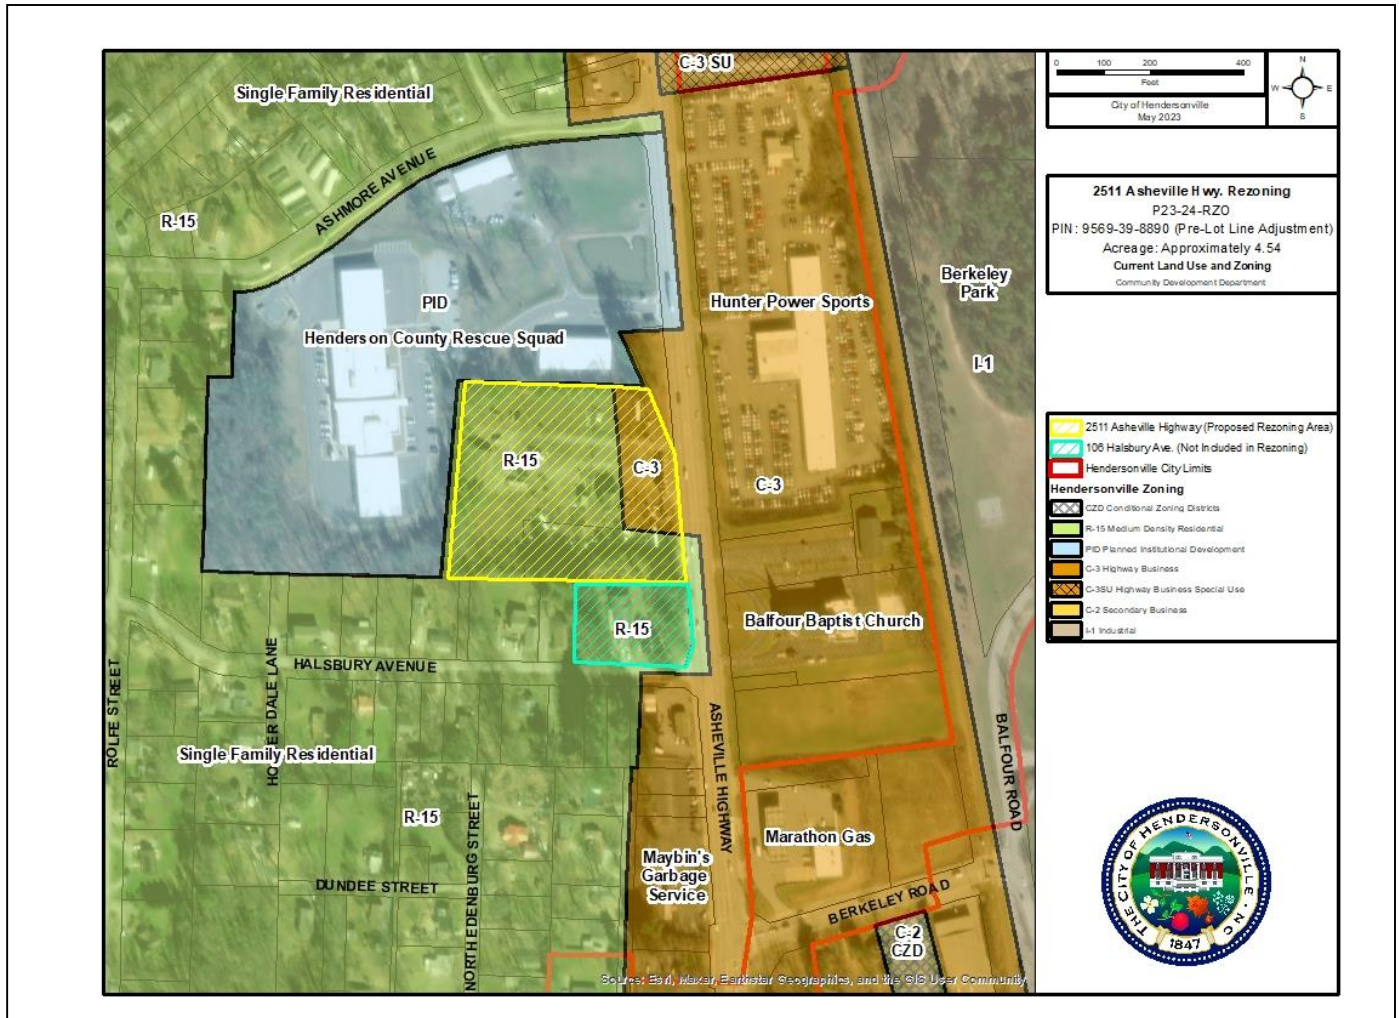 C-3 SU
Single Family Residential
ASHMORE AVENUE
R-15
PID
Henderson County Rescue Squad
Hunter Power Sports
Berkeley
Park
I-1
R-15
C-3
C-3
R-15
Balfour Baptist Church
HALSBURY AVENUE
ROLFE STREET
DALE LANE
Single Family Residential
R-15
NORTH EDENBURG STREET
DUNDEE STREET
ASHEVILLE HIGHWAY
BALFOUR ROAD
Maybin's
Garbage
Service
Marathon Gas
BERKELEY ROAD
C-2
CZD
Source: Esri, Maxar, Earthstar Geographics, and the GIS User Community
0 100 200 400
Feet
N
W E
S
City of Hendersonville
May 2023
2511 Asheville Hwy. Rezoning
P23-24-RZO
PIN: 9569-39-8890 (Pre-Lot Line Adjustment)
Acreage: Approximately 4.54
Current Land Use and Zoning
Community Development Department
2511 Asheville Highway (Proposed Rezoning Area)
106 Halsbury Ave. (Not Included in Rezoning)
Hendersonville City Limits
Hendersonville Zoning
CZD Conditional Zoning Districts
R-15 Medium Density Residential
PID Planned Institutional Development
C-3 Highway Business
C-3SU Highway Business Special Use
C-2 Secondary Business
I-1 Industrial
THE CITY OF HENDERSONVILLE • N.C.
1847